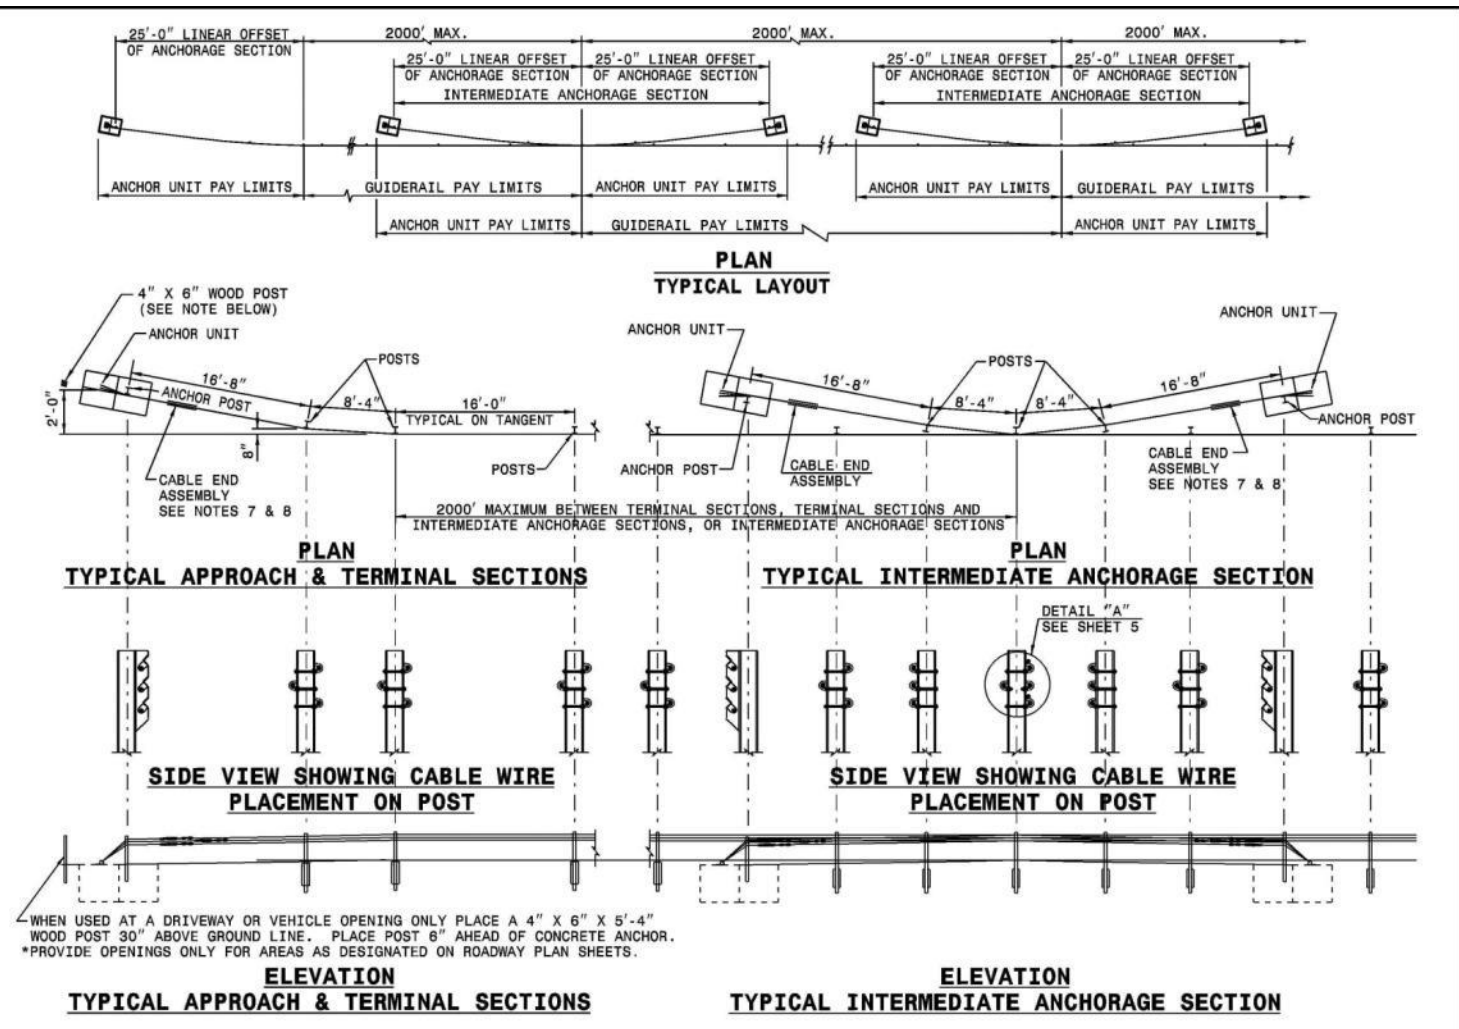 25'-0" LINEAR OFFSET
OF ANCHORAGE SECTION
2000' MAX.
2000' MAX.
2000' MAX.
25'-0" LINEAR OFFSET
OF ANCHORAGE SECTION
25'-0" LINEAR OFFSET
OF ANCHORAGE SECTION
INTERMEDIATE ANCHORAGE SECTION
25'-0" LINEAR OFFSET
OF ANCHORAGE SECTION
25'-0" LINEAR OFFSET
OF ANCHORAGE SECTION
INTERMEDIATE ANCHORAGE SECTION
ANCHOR UNIT PAY LIMITS
GUIDERAIL PAY LIMITS
ANCHOR UNIT PAY LIMITS
ANCHOR UNIT PAY LIMITS
GUIDERAIL PAY LIMITS
ANCHOR UNIT PAY LIMITS
GUIDERAIL PAY LIMITS
ANCHOR UNIT PAY LIMITS
PLAN
TYPICAL LAYOUT
4" X 6" WOOD POST
(SEE NOTE BELOW)
ANCHOR UNIT
POSTS
16'-8"
ANCHOR POST
8'-4"
16'-0"
TYPICAL ON TANGENT
2'-0"
8"
POSTS
CABLE END
ASSEMBLY
SEE NOTES 7 & 8
ANCHOR UNIT
ANCHOR UNIT
POSTS
16'-8"
8'-4"
8'-4"
16'-8"
ANCHOR POST
ANCHOR POST
CABLE END
ASSEMBLY
CABLE END
ASSEMBLY
SEE NOTES 7 & 8
2000' MAXIMUM BETWEEN TERMINAL SECTIONS, TERMINAL SECTIONS AND
INTERMEDIATE ANCHORAGE SECTIONS, OR INTERMEDIATE ANCHORAGE SECTIONS
PLAN
TYPICAL APPROACH & TERMINAL SECTIONS
PLAN
TYPICAL INTERMEDIATE ANCHORAGE SECTION
DETAIL "A"
SEE SHEET 5
SIDE VIEW SHOWING CABLE WIRE
PLACEMENT ON POST
SIDE VIEW SHOWING CABLE WIRE
PLACEMENT ON POST
WHEN USED AT A DRIVEWAY OR VEHICLE OPENING ONLY PLACE A 4" X 6" X 5'-4"
WOOD POST 30" ABOVE GROUND LINE. PLACE POST 6" AHEAD OF CONCRETE ANCHOR.
*PROVIDE OPENINGS ONLY FOR AREAS AS DESIGNATED ON ROADWAY PLAN SHEETS.
ELEVATION
TYPICAL APPROACH & TERMINAL SECTIONS
ELEVATION
TYPICAL INTERMEDIATE ANCHORAGE SECTION